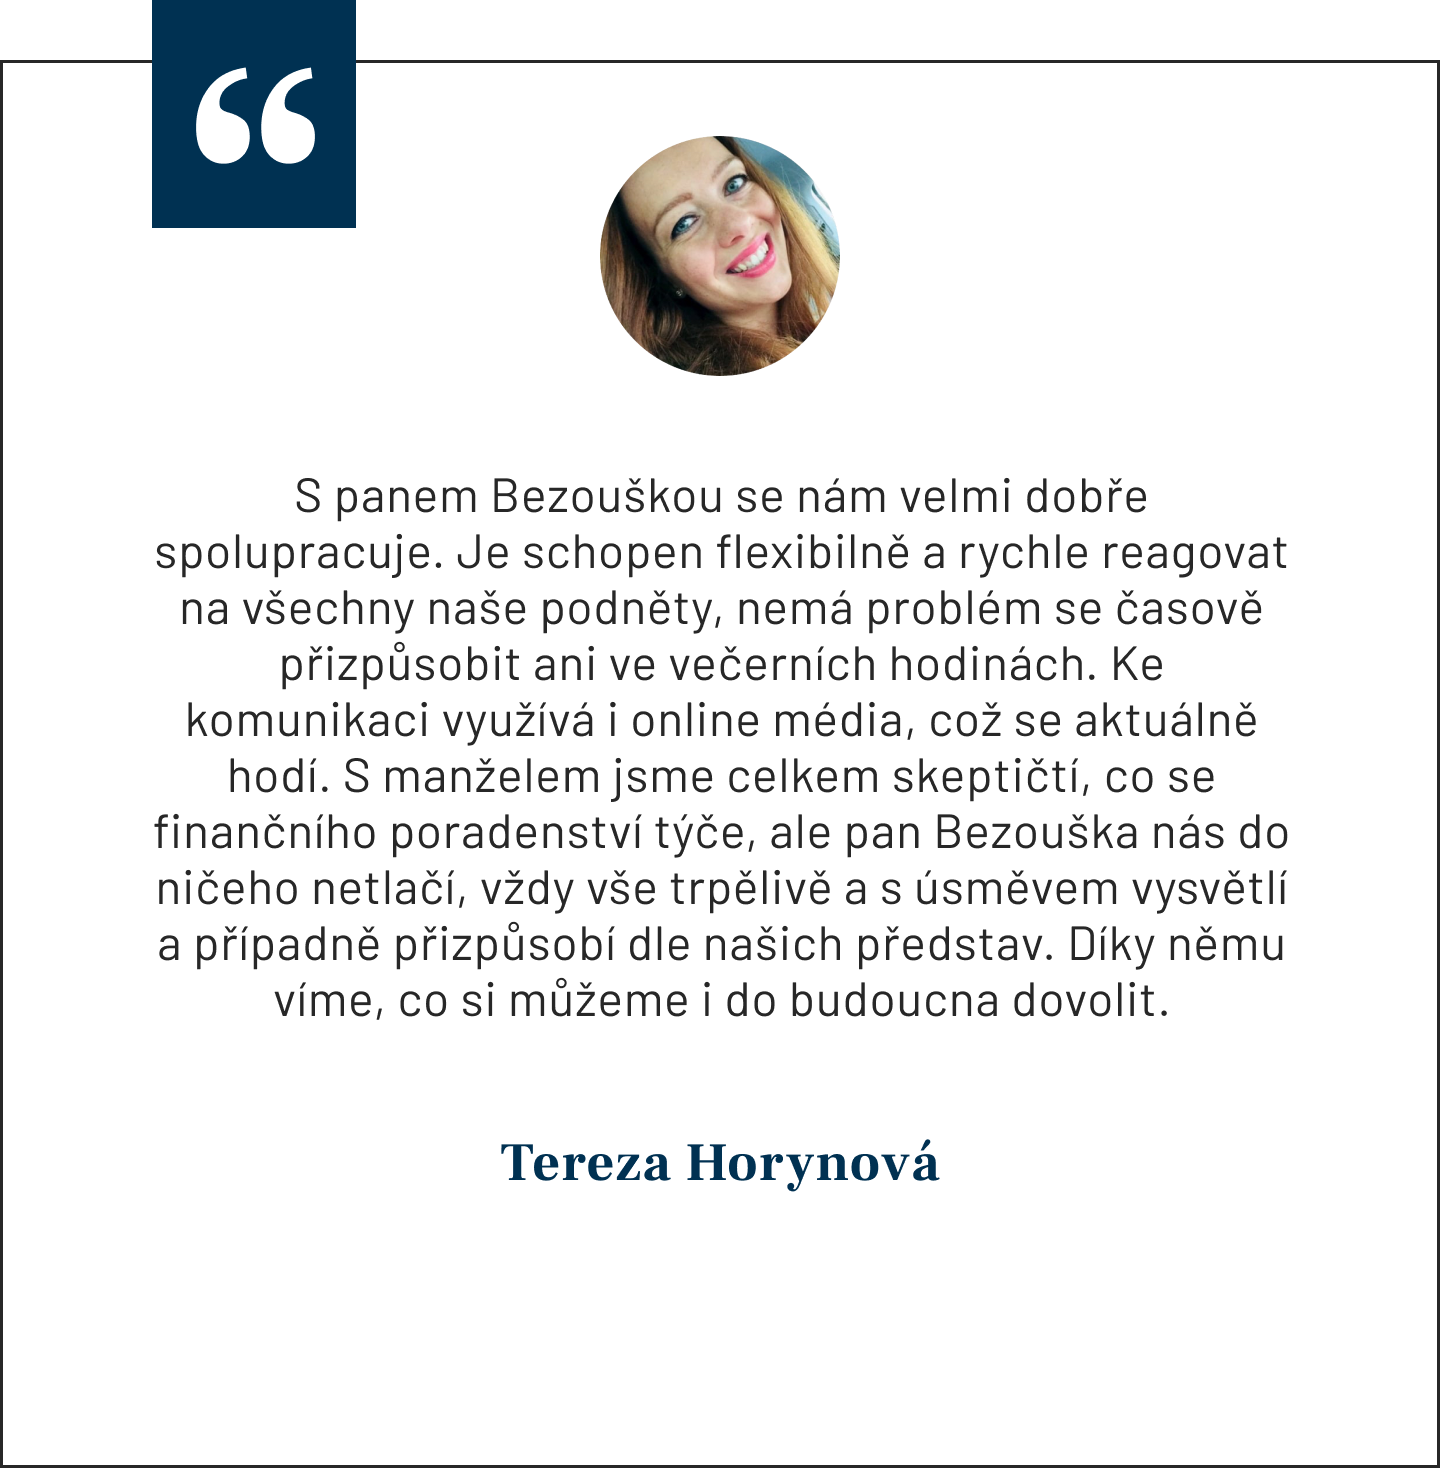 “
S panem Bezouškou se nám velmi dobře
spolupracuje. Je schopen flexibilně a rychle reagovat
na všechny naše podněty, nemá problém se časově
přizpůsobit ani ve večerních hodinách. Ke
komunikaci využívá i online média, což se aktuálně
hodí. S manželem jsme celkem skeptičtí, co se
finančního poradenství týče, ale pan Bezouška nás do
ničeho netlačí, vždy vše trpělivě a s úsměvem vysvětlí
a případně přizpůsobí dle našich představ. Díky němu
víme, co si můžeme i do budoucna dovolit.
Tereza Horynová